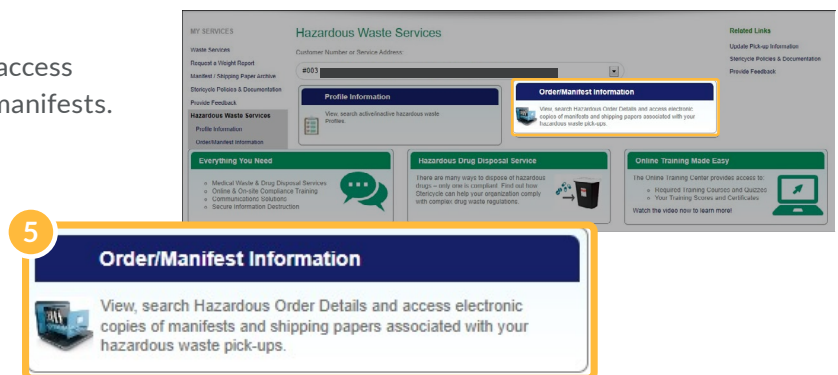 access
manifests.
MY SERVICES
Waste Services
Request a Weight Report
Manifest / Shipping Paper Archive
Stericycle Policies & Documentation
Provide Feedback
Hazardous Waste Services
Profile Information
Order/Manifest Information
Hazardous Waste Services
Customer Number or Service Address:
#003
Profile Information
View, search active/inactive hazardous waste
Profiles.
Order/Manifest Information
View, search Hazardous Order Details and access electronic
copies of manifests and shipping papers associated with your
hazardous waste pick-ups.
Related Links
Update Pick-up Information
Stericycle Policies & Documentation
Provide Feedback
Everything You Need
Medical Waste & Drug Disposal Services
Online & On-site Compliance Training
Communications Solutions
Secure Information Destruction
Hazardous Drug Disposal Service
There are many ways to dispose of hazardous
drugs – only one is compliant. Find out how
Stericycle can help your organization comply
with complex drug waste regulations.
Online Training Made Easy
The Online Training Center provides access to:
Required Training Courses and Quizzes
Your Training Scores and Certificates
Watch the video now to learn more!
5
Order/Manifest Information
View, search Hazardous Order Details and access electronic
copies of manifests and shipping papers associated with your
hazardous waste pick-ups.